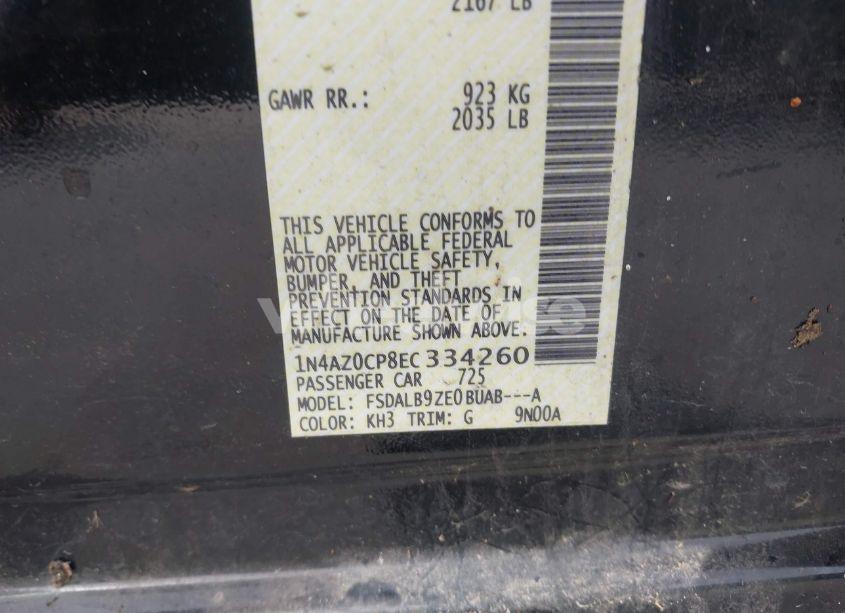 2167 LB
GAWR RR.: 923 KG
2035 LB
THIS VEHICLE CONFORMS TO
ALL APPLICABLE FEDERAL
MOTOR VEHICLE SAFETY,
BUMPER, AND THEFT
PREVENTION STANDARDS IN
EFFECT ON THE DATE OF
MANUFACTURE SHOWN ABOVE.
1N4AZ0CP8EC334260
PASSENGER CAR 725
MODEL: FSDALB9ZE0BUAB---A
COLOR: KH3 TRIM: G 9N00A